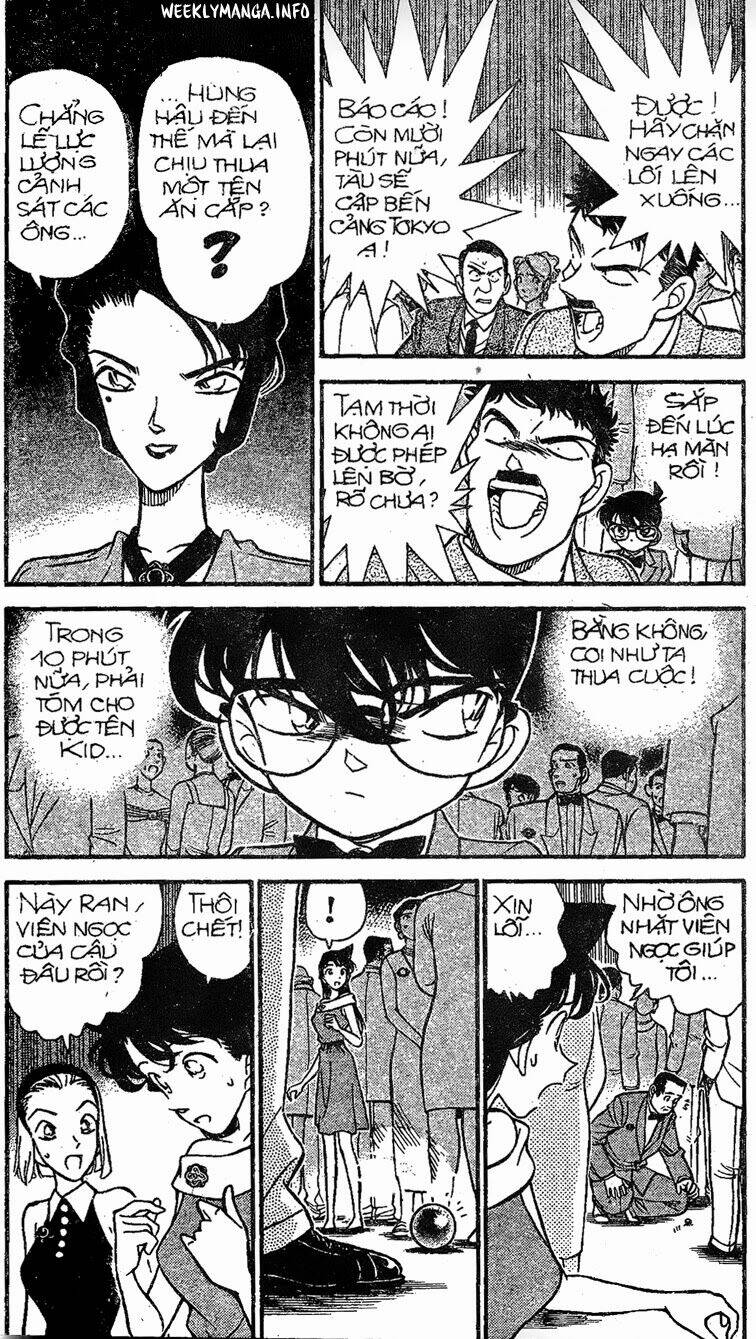 WEEKLYMANGA.INFO
CHẲNG
LẼ LỰC
LƯỢNG
CẢNH
SÁT CÁC
ÔNG...
... HÙNG
HẬU ĐẾN
THẾ MÀ LẠI
CHỊU THUA
MỘT TÊN
ĂN CẮP?
?
BÁO CÁO!
CÒN MƯỜI
PHÚT NỮA,
TÀU SẼ
CẬP BẾN
CẢNG TOKYO
Ạ!
ĐƯỢC!
HÃY CHẶN
NGAY CÁC
LỐI LÊN
XUỐNG...
TẠM THỜI
KHÔNG AI
ĐƯỢC PHÉP
LÊN BỜ,
RÕ CHƯA?
SẮP
ĐẾN LÚC
HẠ MÀN
RỒI!
TRONG
10 PHÚT
NỮA, PHẢI
TÓM CHO
ĐƯỢC TÊN
KID...
BẰNG KHÔNG,
COI NHƯ TA
THUA CUỘC!
NÀY RAN,
VIÊN NGỌC
CỦA CẬU
ĐÂU RỒI?
THÔI
CHẾT!
!
XIN
LỖI...
NHỜ ÔNG
NHẶT VIÊN
NGỌC GIÚP
TÔI...